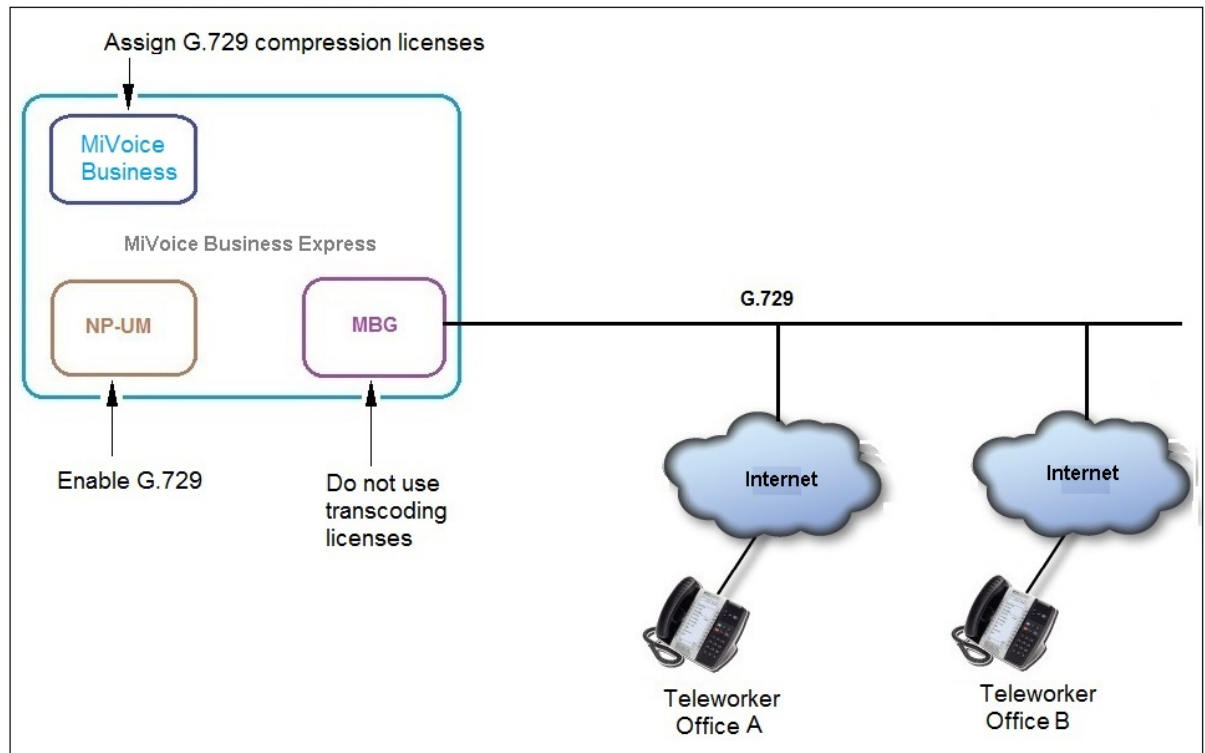 Assign G.729 compression licenses
MiVoice
Business
MiVoice Business Express
NP-UM
MBG
G.729
Enable G.729
Do not use
transcoding
licenses
Internet
Internet
Teleworker
Office A
Teleworker
Office B